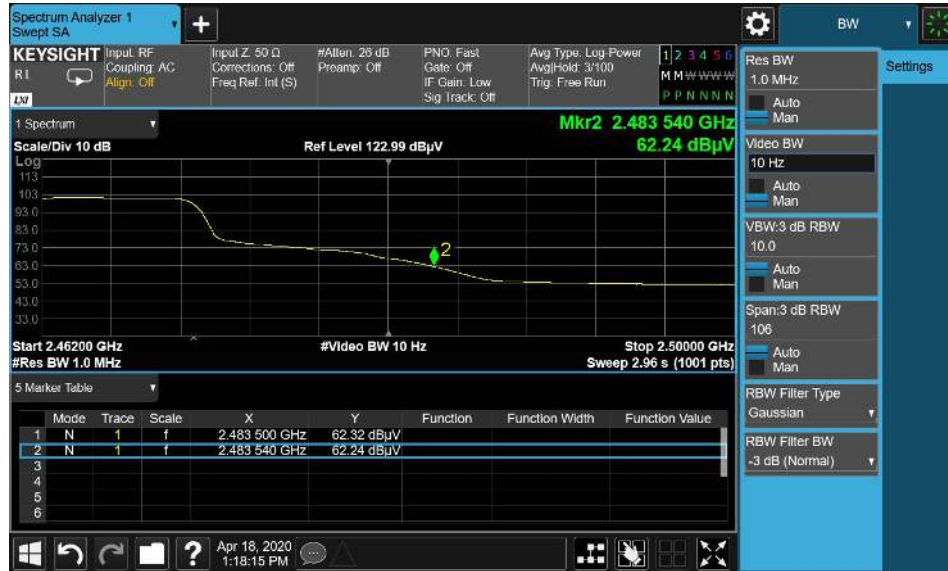 Spectrum Analyzer 1
Swept SA
+
BW
KEYSIGHT
RL
LXI
Input: RF
Coupling: AC
Align: Off
Input Z: 50 Ω
Corrections: Off
Freq Ref: Int (S)
#Atten: 26 dB
Preamp: Off
PNO: Fast
Gate: Off
IF Gain: Low
Sig Track: Off
Avg Type: Log-Power
Avg|Hold: 3/100
Trig: Free Run
1 2 3 4 5 6
M M W W W W
P P N N N N
1 Spectrum
Mkr2 2.483 540 GHz
Scale/Div 10 dB
Ref Level 122.99 dBµV
62.24 dBµV
Log
113
103
93.0
83.0
73.0
63.0
53.0
43.0
33.0
2
Start 2.46200 GHz
#Video BW 10 Hz
Stop 2.50000 GHz
#Res BW 1.0 MHz
Sweep 2.96 s (1001 pts)
5 Marker Table
Mode Trace Scale X Y Function Function Width Function Value
1 N 1 f 2.483 500 GHz 62.32 dBµV
2 N 1 f 2.483 540 GHz 62.24 dBµV
3
4
5
6
Res BW
1.0 MHz
Auto
Man
Video BW
10 Hz
Auto
Man
VBW:3 dB RBW
10.0
Auto
Man
Span:3 dB RBW
106
Auto
Man
RBW Filter Type
Gaussian
RBW Filter BW
-3 dB (Normal)
Settings
?
Apr 18, 2020
1:18:15 PM